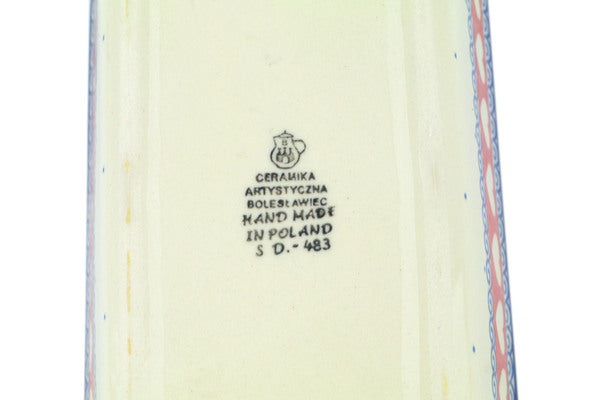 B
CERAMIKA
ARTYSTYCZNA
BOLESŁAWIEC
HAND MADE
IN POLAND
S D.- 483